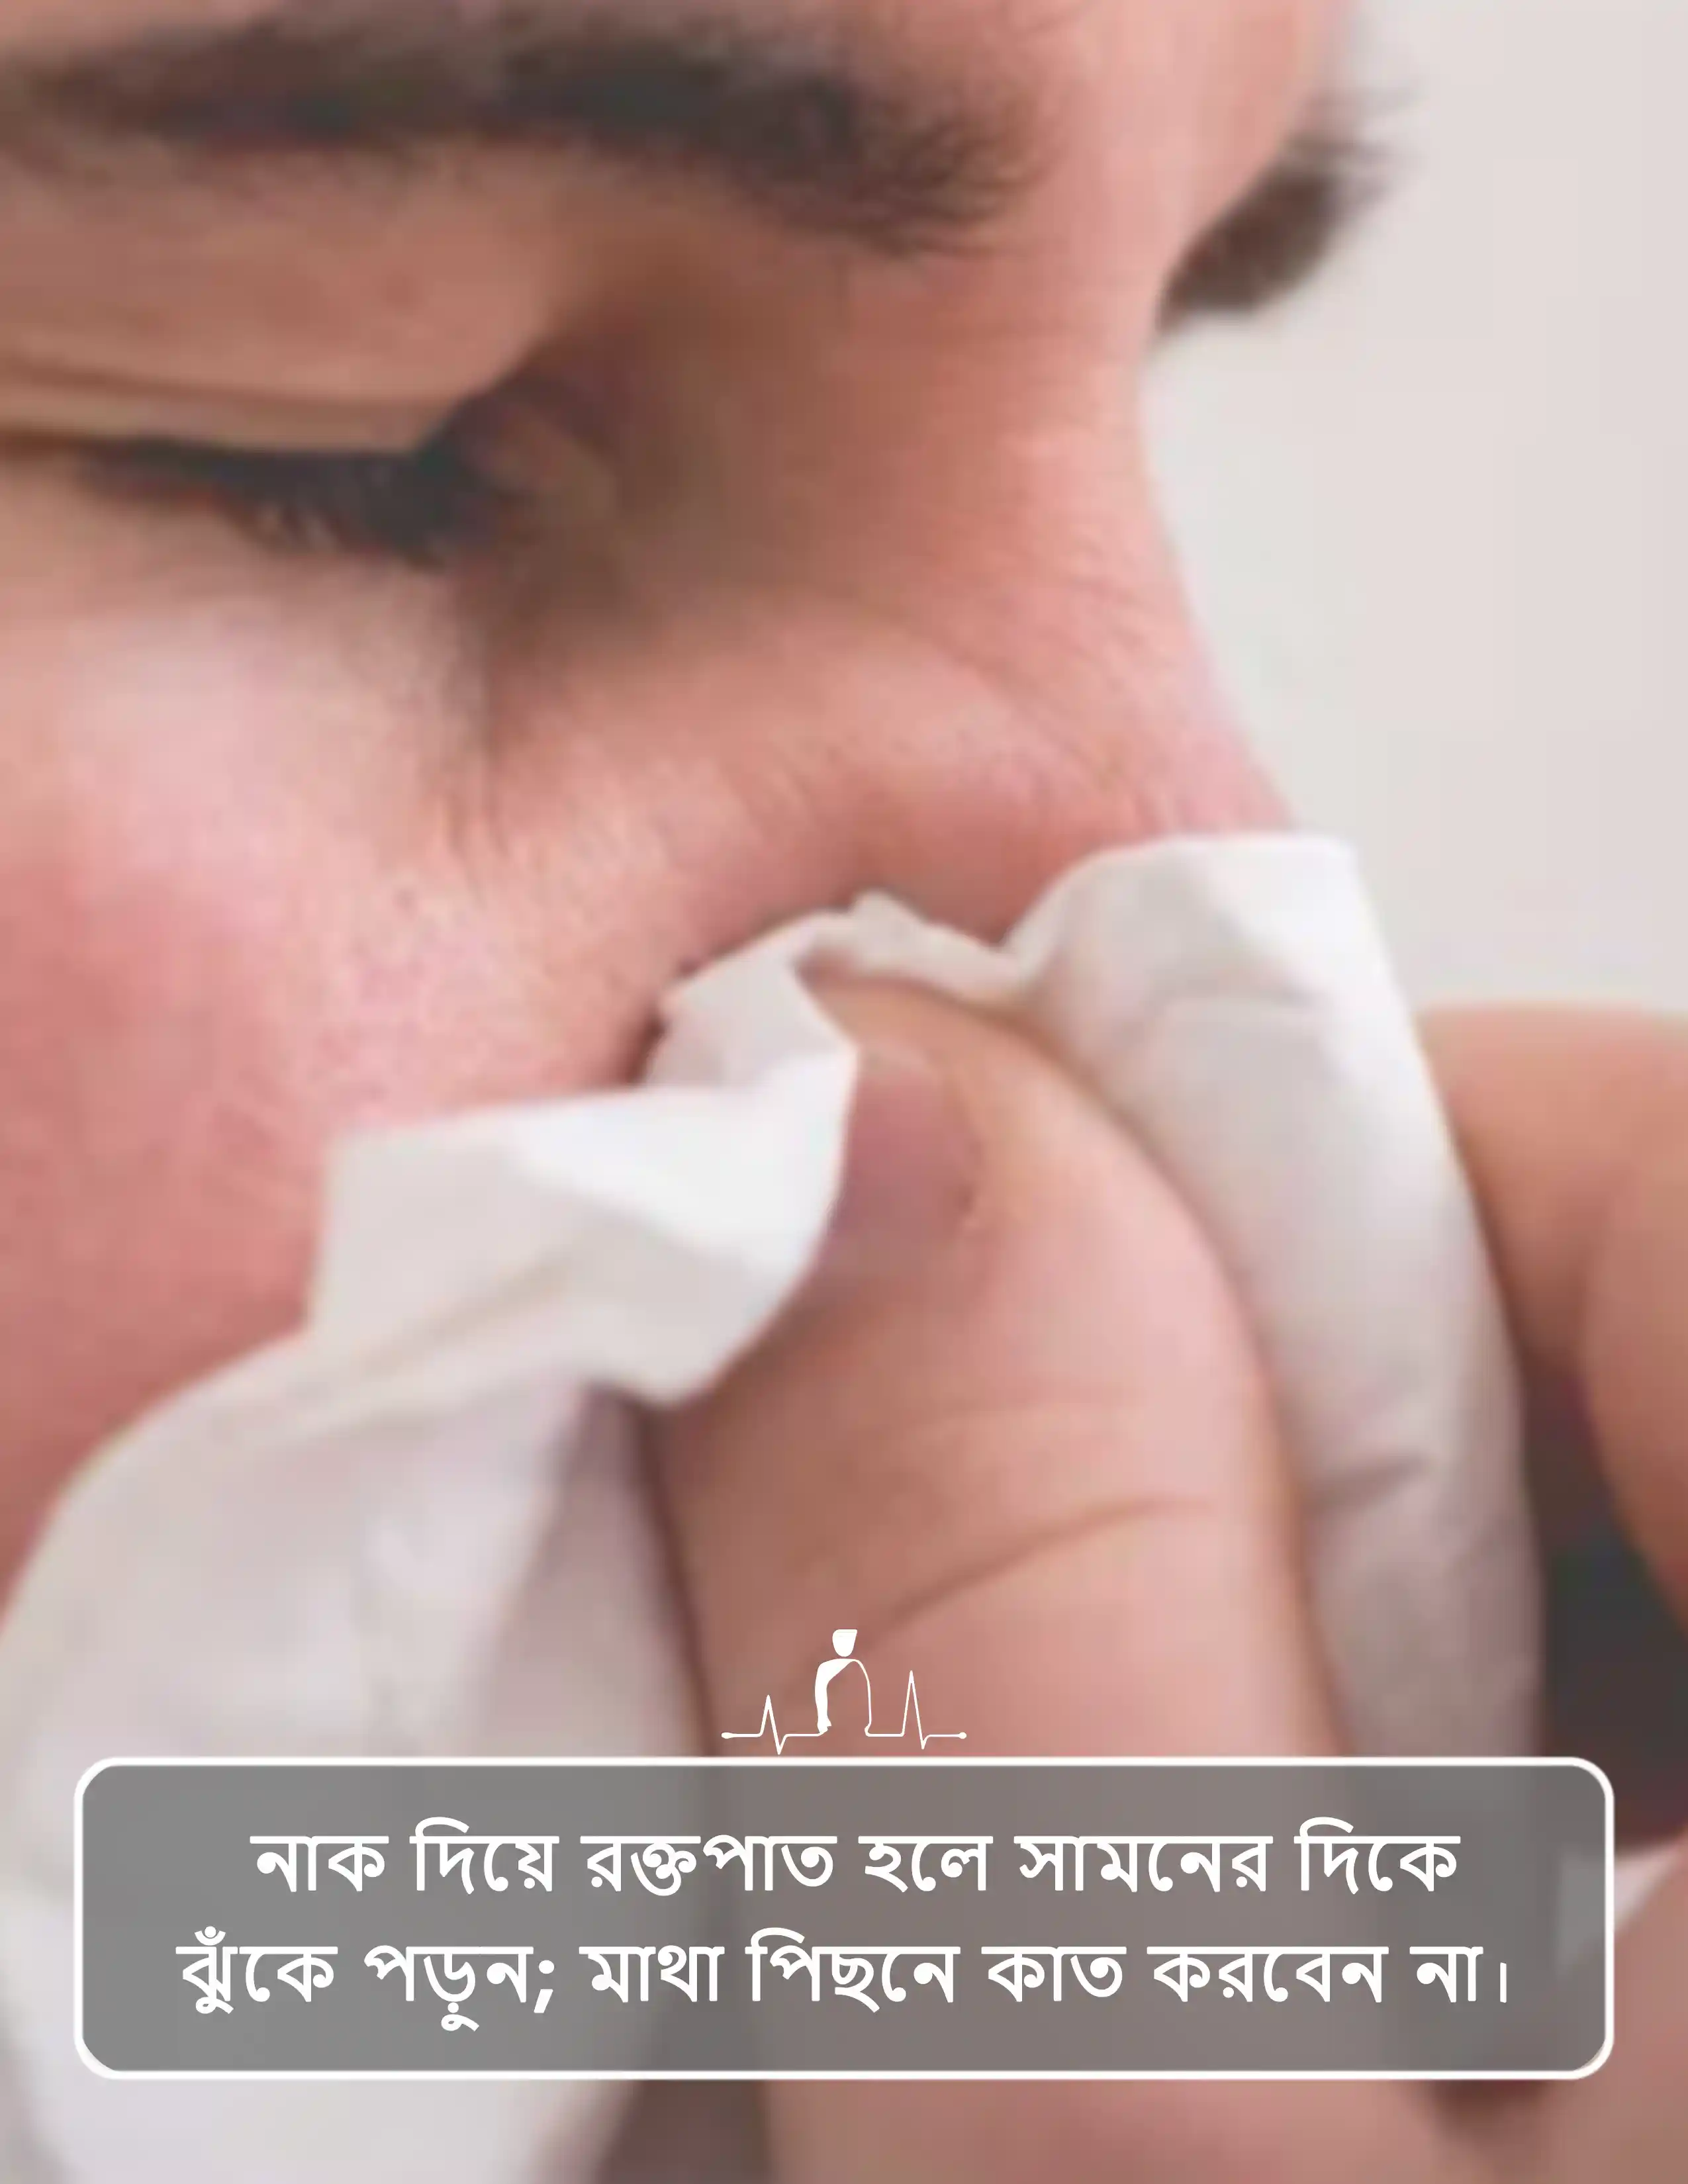 নাক দিয়ে রক্তপাত হলে সামনের দিকে
ঝুঁকে পড়ুন; মাথা পিছনে কাত করবেন না।